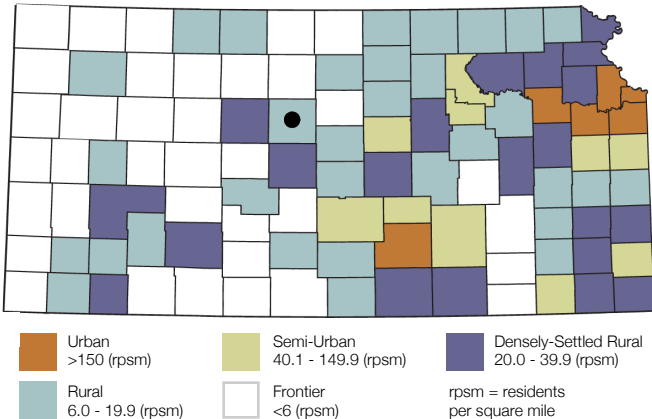 Urban
>150 (rpsm)
Semi-Urban
40.1 - 149.9 (rpsm)
Densely-Settled Rural
20.0 - 39.9 (rpsm)
Rural
6.0 - 19.9 (rpsm)
Frontier
<6 (rpsm)
rpsm = residents
per square mile